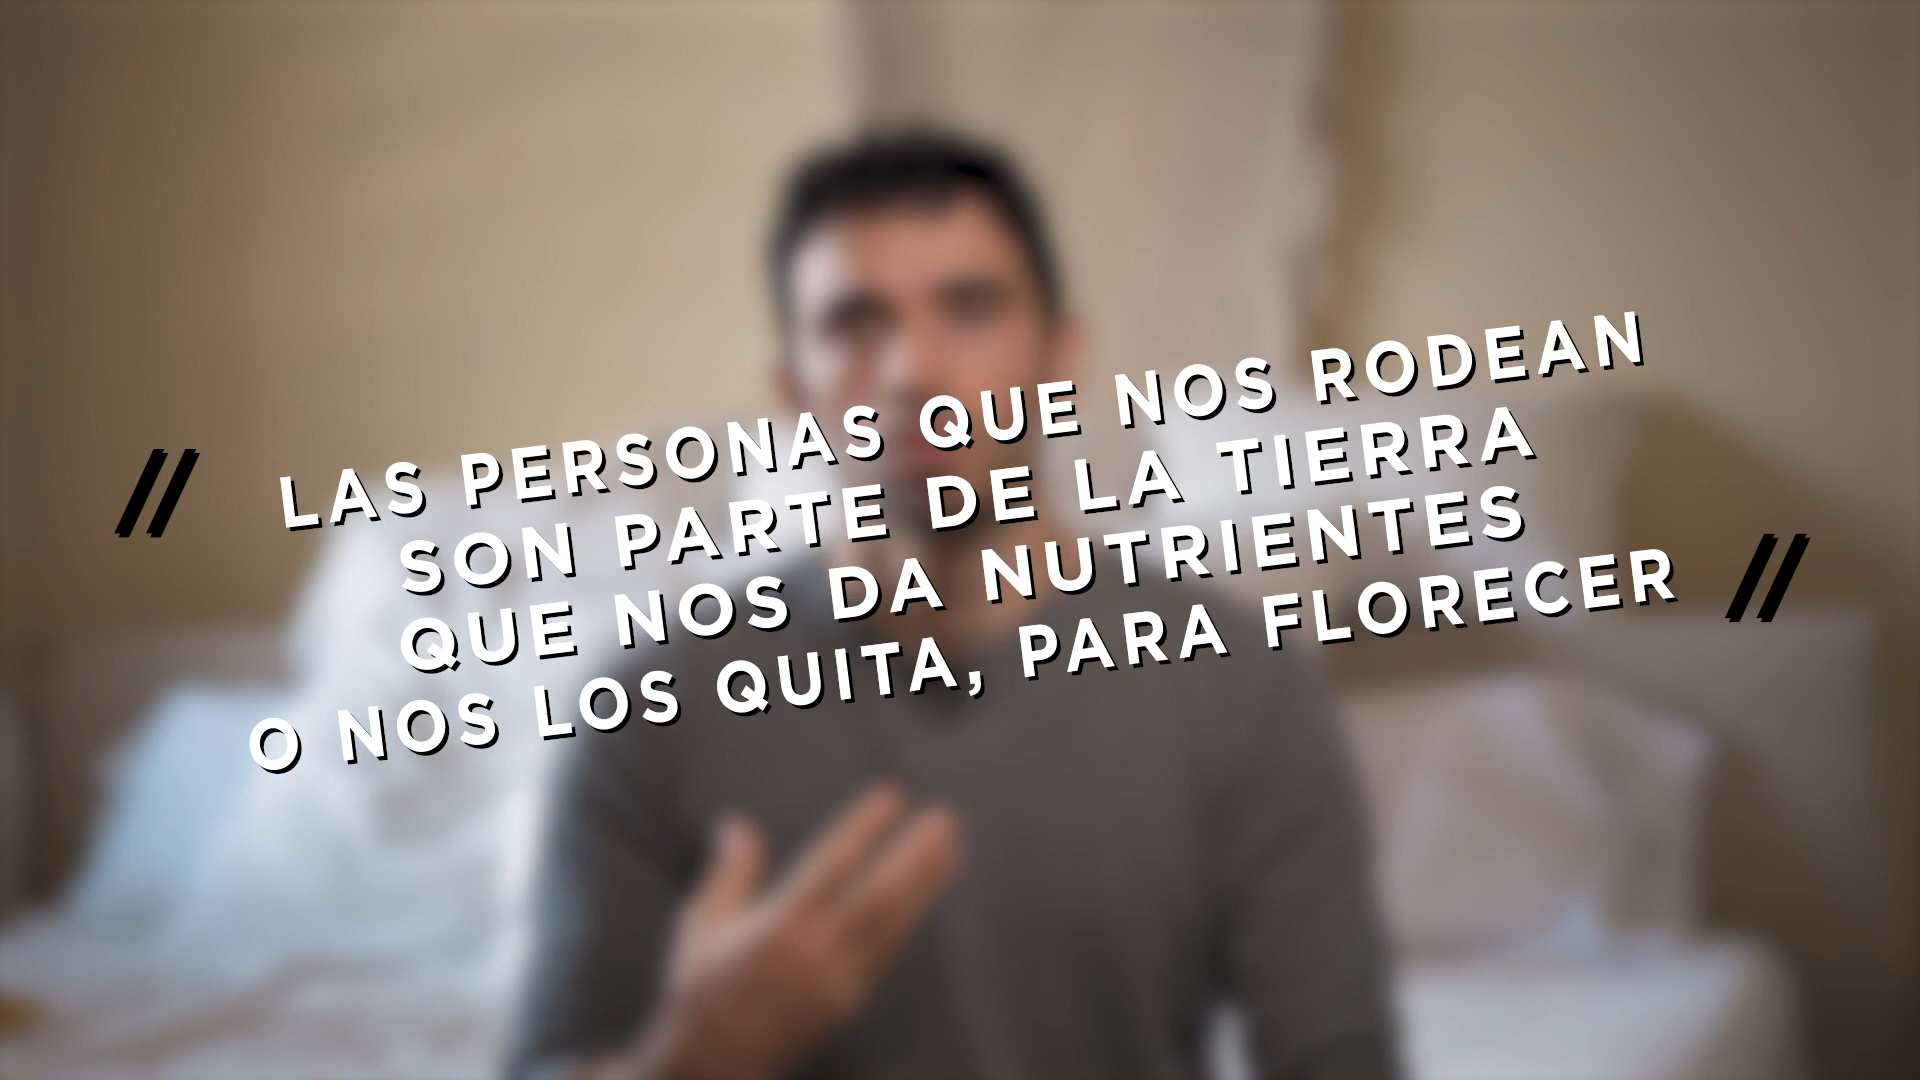 // LAS PERSONAS QUE NOS RODEAN
SON PARTE DE LA TIERRA
QUE NOS DA NUTRIENTES
O NOS LOS QUITA, PARA FLORECER //